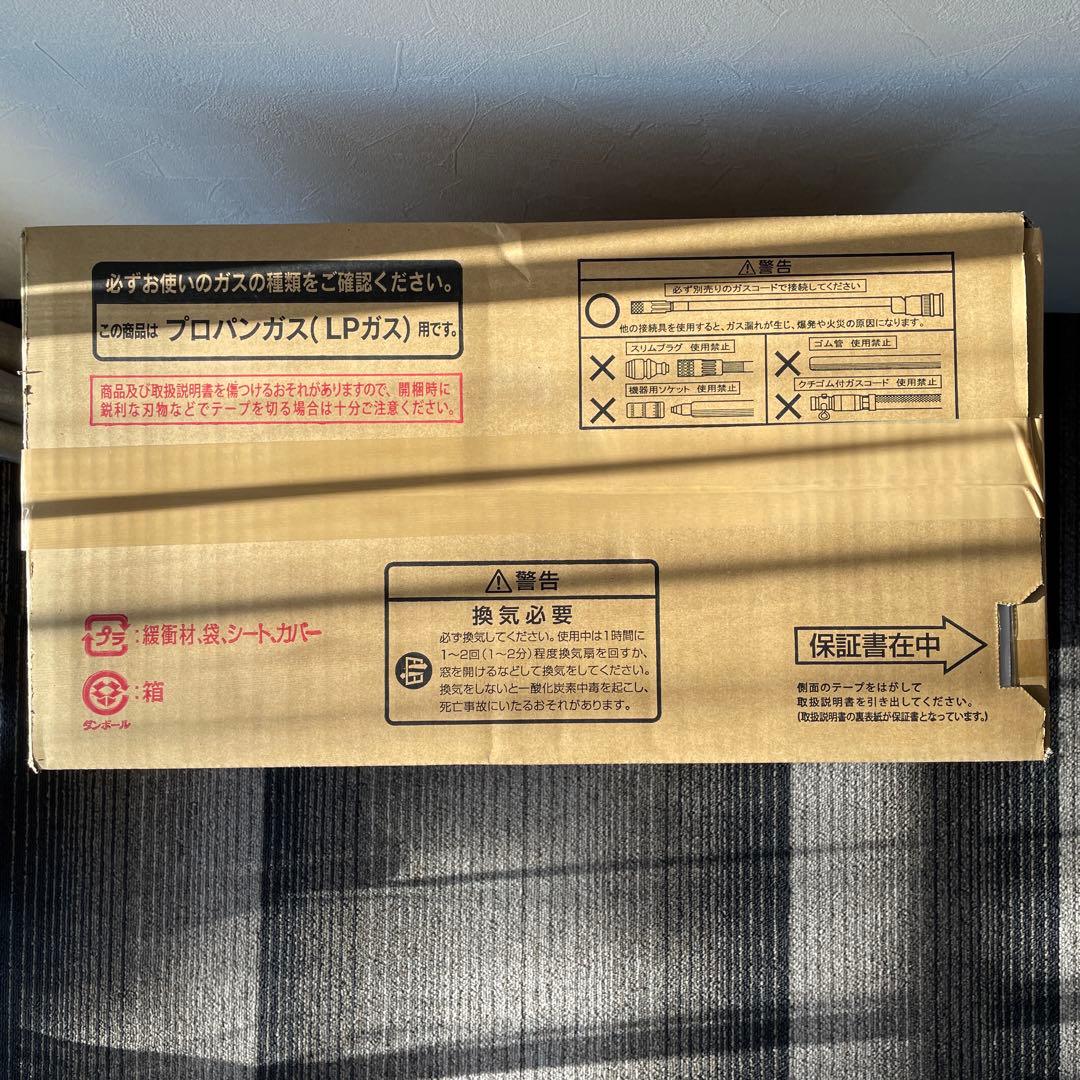 必ずお使いのガスの種類をご確認ください。
この商品は プロパンガス(LPガス)用です。
商品及び取扱説明書を傷つけるおそれがありますので、開梱時に
鋭利な刃物などでテープを切る場合は十分ご注意ください。
警告
必ず別売りのガスコードで接続してください
他の接続具を使用すると、ガス漏れが生じ、爆発や火災の原因になります。
スリムプラグ 使用禁止
ゴム管 使用禁止
機器用ソケット 使用禁止
クチゴム付ガスコード 使用禁止
プラ:緩衝材、袋、シート、カバー
:箱
ダンボール
警告
換気必要
必ず換気してください。使用中は1時間に
1〜2回(1〜2分)程度換気扇を回すか、
窓を開けるなどして換気をしてください。
換気をしないと一酸化炭素中毒を起こし、
死亡事故にいたるおそれがあります。
保証書在中
側面のテープをはがして
取扱説明書を引き出してください。
(取扱説明書の裏表紙が保証書となっています。)